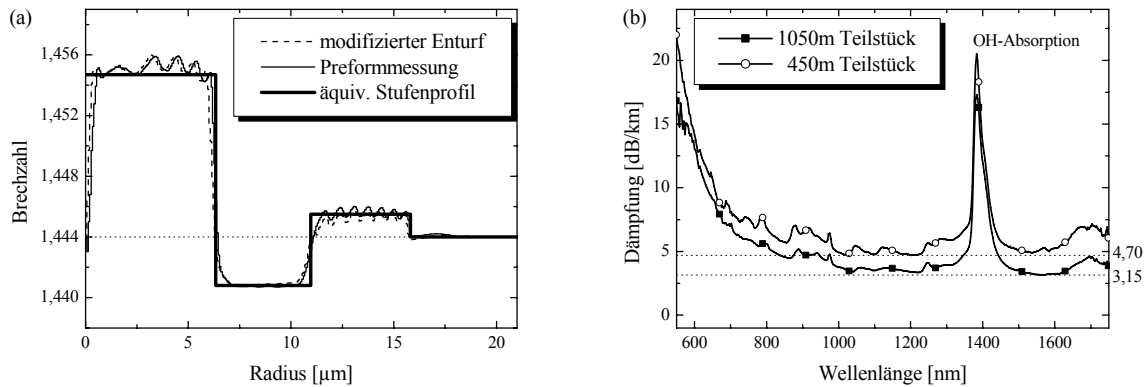 (a)
1,456
1,452
1,448
1,444
1,440
Brechzahl
modifizierter Enturf
Preformmessung
äquiv. Stufenprofil
0
5
10
15
20
Radius [µm]
(b)
20
15
10
5
0
Dämpfung [dB/km]
1050m Teilstück
450m Teilstück
OH-Absorption
4,70
3,15
600
800
1000
1200
1400
1600
Wellenlänge [nm]